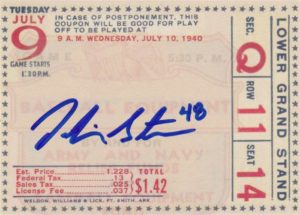 TUESDAY
JULY
9
GAME STARTS
1:30 P.M.
IN CASE OF POSTPONEMENT, THIS
COUPON WILL BE GOOD FOR PLAY
OFF TO BE PLAYED AT
9 A.M. WEDNESDAY, JULY 10, 1940
48
ARMY AND NAVY
Est. Price 1.228
Federal Tax .13
Sales Tax .025
License Fee .037
TOTAL
$1.42
WELDON, WILLIAMS & LICK, FT. SMITH, ARK.
LOWER GRAND STAND
SEC. Q
ROW 11
SEAT 14